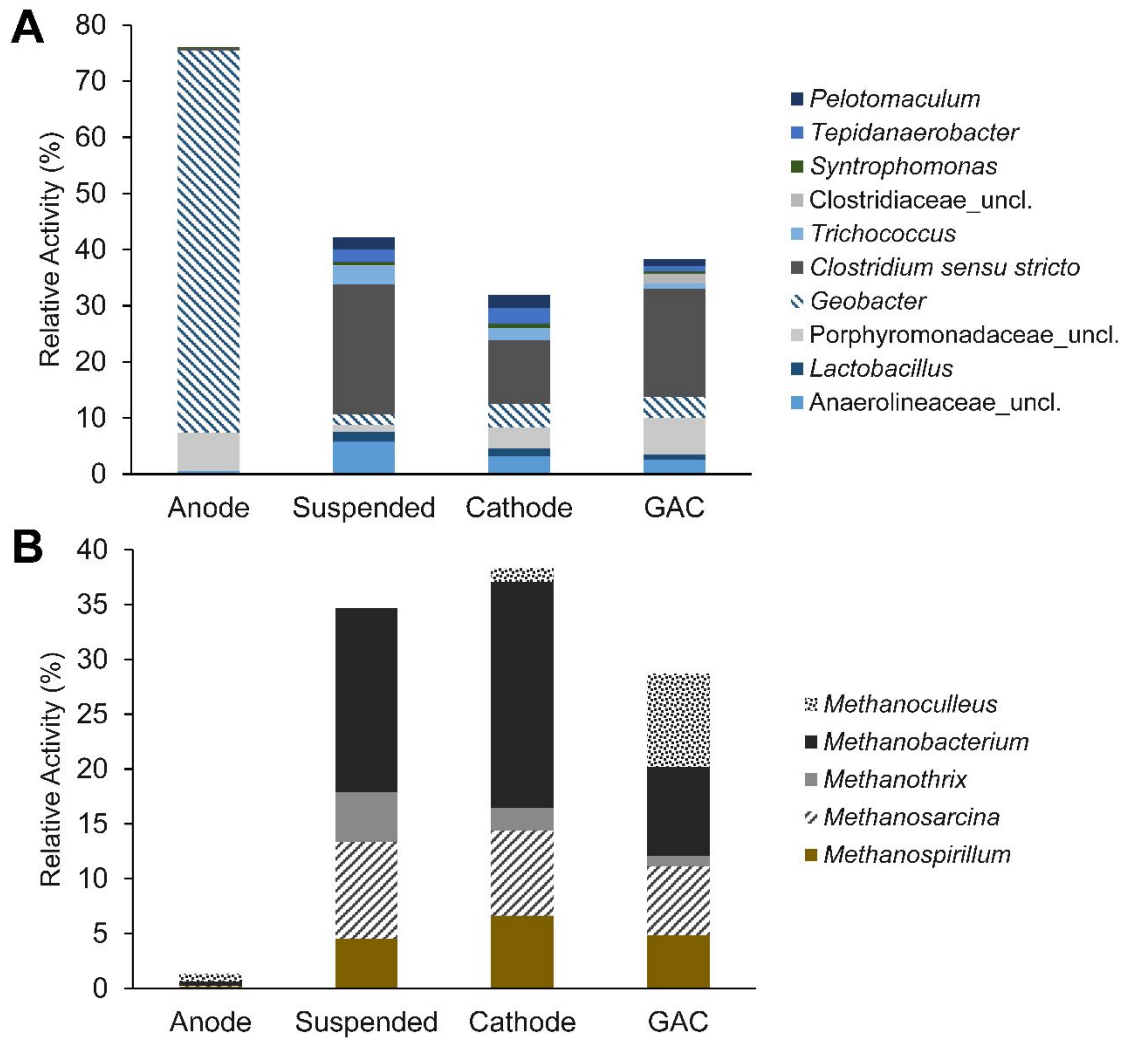 A
Relative Activity (%)
80
70
60
50
40
30
20
10
0
Anode Suspended Cathode GAC
Pelotomaculum
Tepidanaerobacter
Syntrophomonas
Clostridiaceae_uncl.
Trichococcus
Clostridium sensu stricto
Geobacter
Porphyromonadaceae_uncl.
Lactobacillus
Anaerolineaceae_uncl.
B
Relative Activity (%)
40
35
30
25
20
15
10
5
0
Anode Suspended Cathode GAC
Methanoculleus
Methanobacterium
Methanothrix
Methanosarcina
Methanospirillum